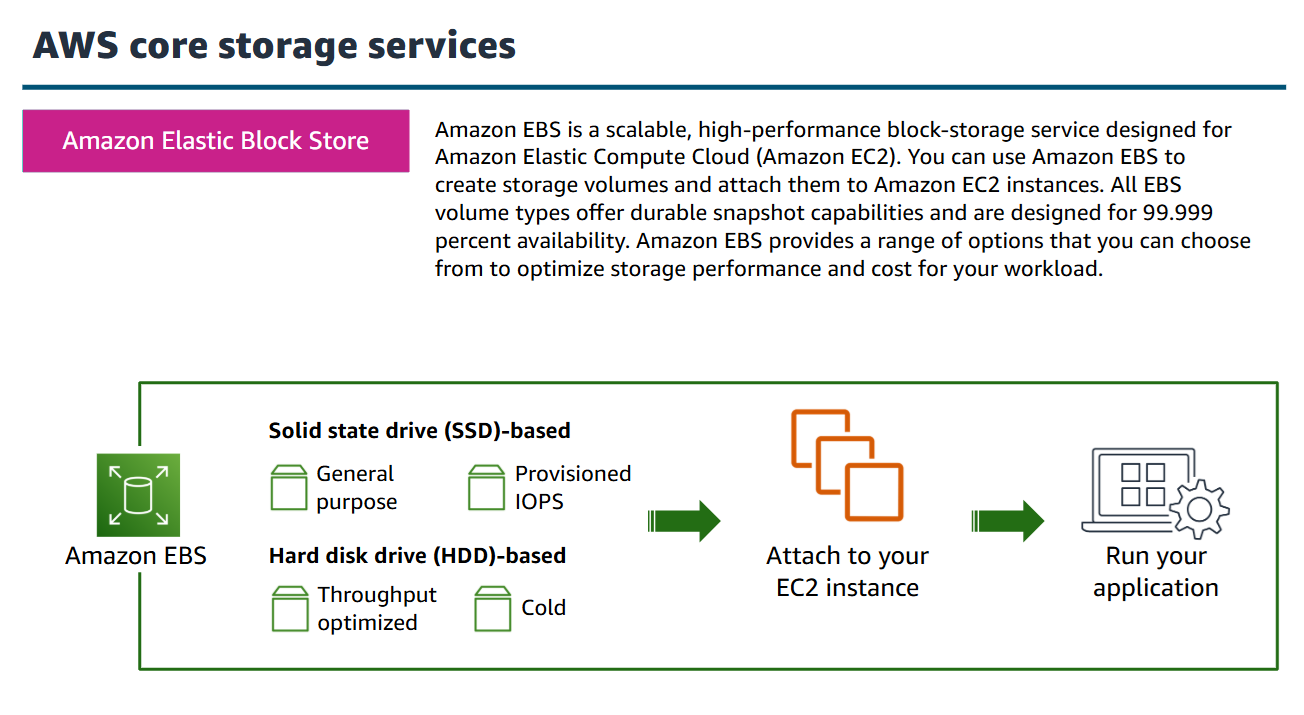 AWS core storage services
Amazon Elastic Block Store
Amazon EBS is a scalable, high-performance block-storage service designed for
Amazon Elastic Compute Cloud (Amazon EC2). You can use Amazon EBS to
create storage volumes and attach them to Amazon EC2 instances. All EBS
volume types offer durable snapshot capabilities and are designed for 99.999
percent availability. Amazon EBS provides a range of options that you can choose
from to optimize storage performance and cost for your workload.
Amazon EBS
Solid state drive (SSD)-based
General
purpose
Provisioned
IOPS
Hard disk drive (HDD)-based
Throughput
optimized
Cold
Attach to your
EC2 instance
Run your
application